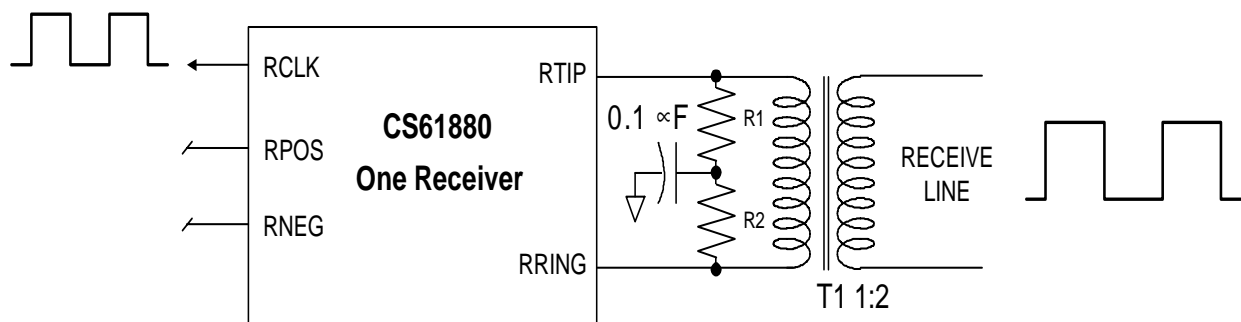 RCLK
RPOS
RNEG
CS61880
One Receiver
RTIP
RRING
0.1 ∝F
R1
R2
T1 1:2
RECEIVE
LINE